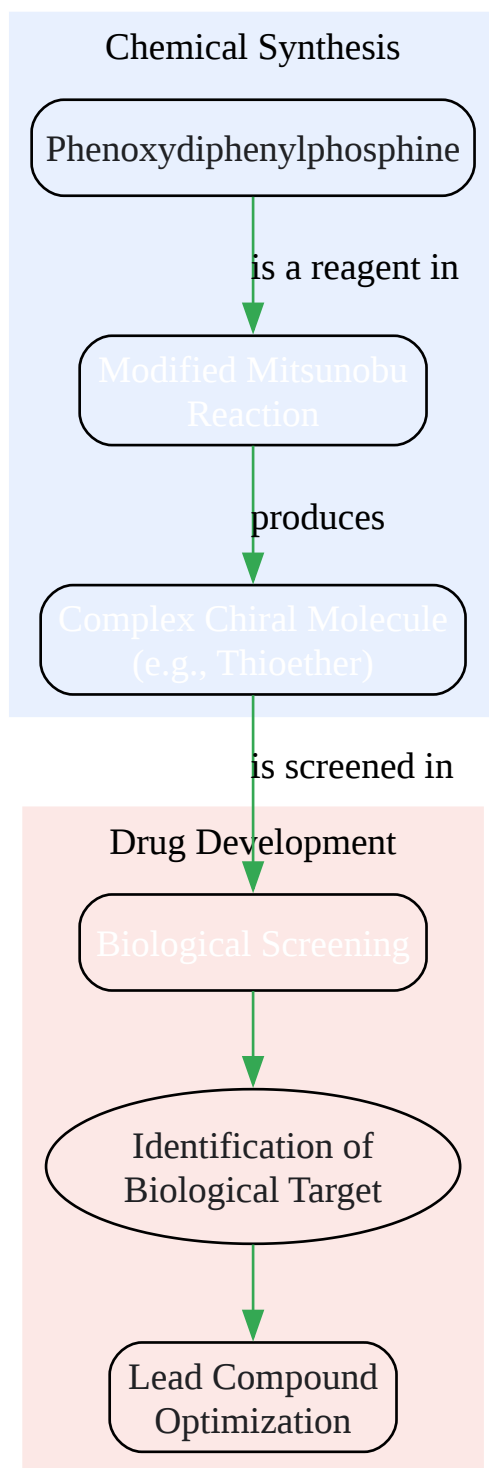 Chemical Synthesis
Phenoxydiphenylphosphine
is a reagent in
Modified Mitsunobu
Reaction
produces
Complex Chiral Molecule
(e.g., Thioether)
is screened in
Drug Development
Biological Screening
Identification of
Biological Target
Lead Compound
Optimization